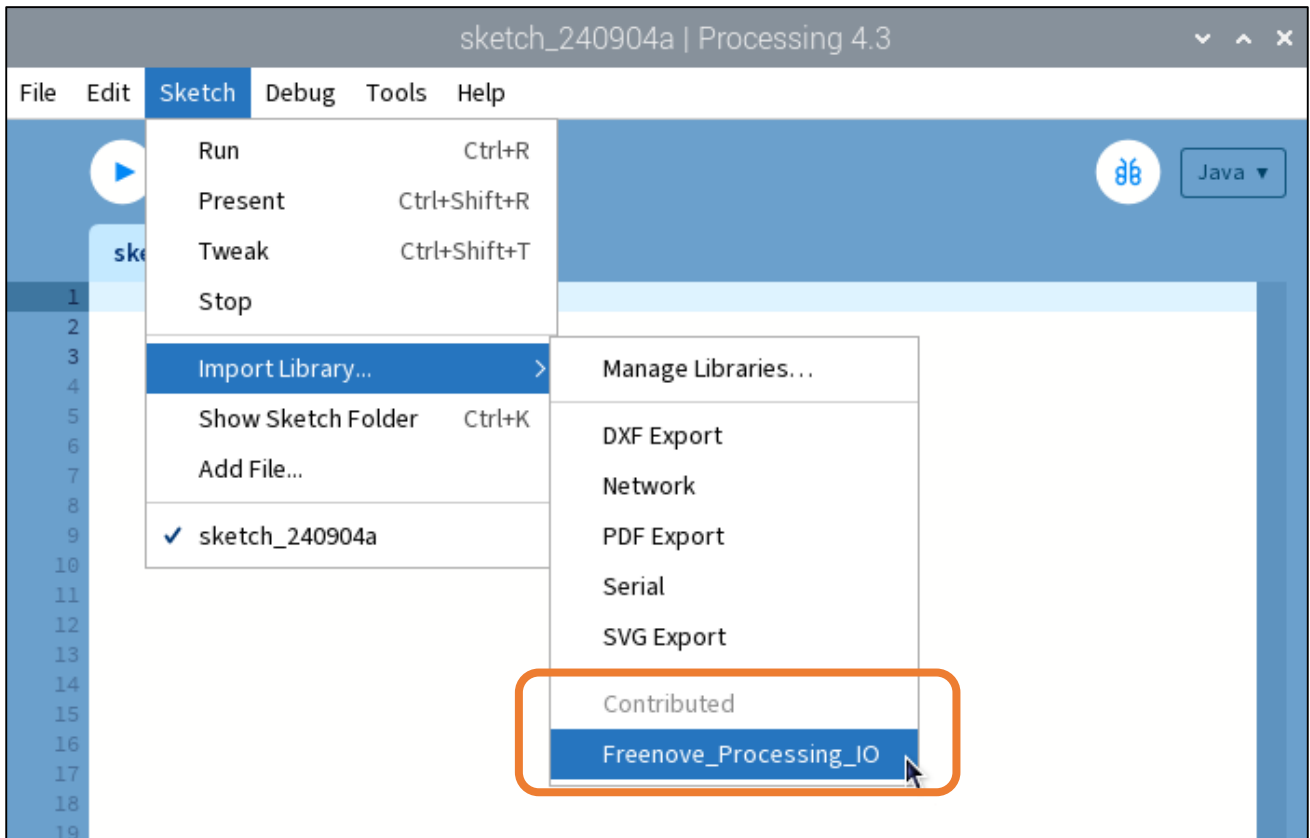 sketch_240904a | Processing 4.3
File Edit Sketch Debug Tools Help
Run Ctrl+R
Java ▼
Present Ctrl+Shift+R
ske
Tweak Ctrl+Shift+T
Stop
Import Library...
Show Sketch Folder Ctrl+K
Add File...
✓ sketch_240904a
Manage Libraries...
DXF Export
Network
PDF Export
Serial
SVG Export
Contributed
Freenove_Processing_IO
1
2
3
4
5
6
7
8
9
10
11
12
13
14
15
16
17
18
19